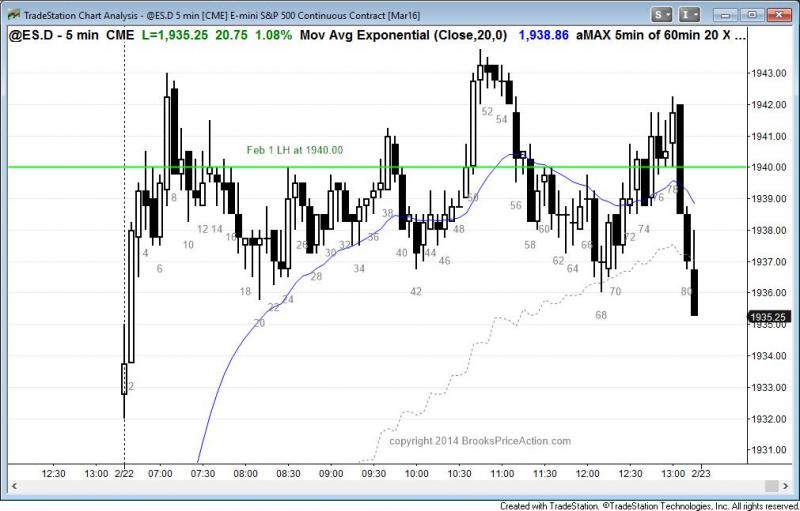 TradeStation Chart Analysis - @ES.D 5 min [CME] E-mini S&P 500 Continuous Contract [Mar16]
S I
@ES.D - 5 min CME L=1,935.25 20.75 1.08% Mov Avg Exponential (Close,20,0) 1,938.86 aMAX 5min of 60min 20 X ...
1943.00
52 54
1942.00
1941.00
Feb 1 LH at 1940.00
1940.00
8 50 76 78
1939.00
12 14 38 56
1938.00
4 10 16 26 32 36 48 58 60 66 72 74
1937.00
6 28 30 34 40 44 46 62 64
1936.00
18 22 24 42 70 80
1935.25
20 68
1935.00
1934.00
2
1933.00
1932.00
copyright 2014 BrooksPriceAction.com
1931.00
12:30 13:00 2/22 07:00 07:30 08:00 08:30 09:00 09:30 10:00 10:30 11:00 11:30 12:00 12:30 13:00 2/23
Created with TradeStation. ©TradeStation Technologies, Inc. All rights reserved.